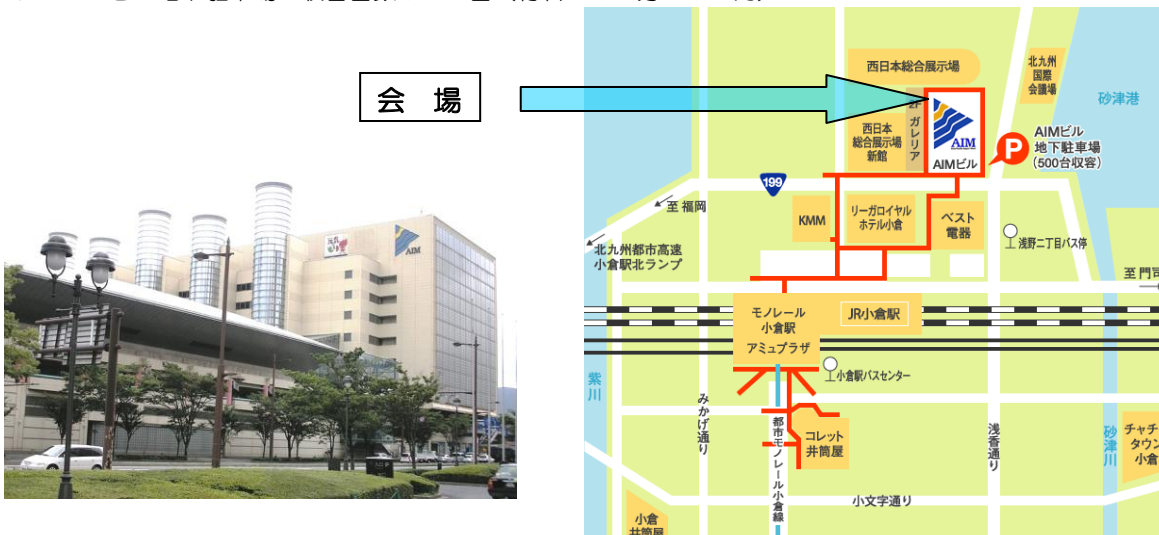 会 場
AIM
西日本総合展示場
北九州
国際
会議場
砂津港
2F ガレリア
西日本
総合展示場
新館
AIM
AIMビル
P
AIMビル
地下駐車場
(500台収容)
199
至 福岡
KMM
リーガロイヤル
ホテル小倉
ベスト
電器
浅野二丁目バス停
北九州都市高速
小倉駅北ランプ
至 門司
モノレール
小倉駅
JR小倉駅
アミュプラザ
小倉駅バスセンター
紫川
みかげ通り
都市モノレール小倉線
コレット
井筒屋
浅香通り
砂津川
チャチャ
タウン
小倉
小文字通り
小倉
井筒屋